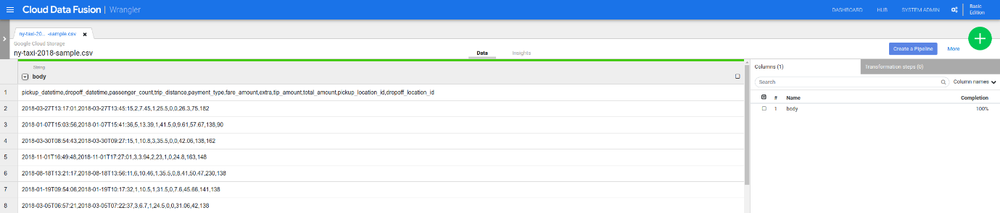 Cloud Data Fusion | Wrangler
DASHBOARD HUB SYSTEM ADMIN Basic Edition
ny-taxi-20... -sample.csv
Google Cloud Storage
ny-taxi-2018-sample.csv
Data Insights
Create a Pipeline More
String
body
1 pickup_datetime,dropoff_datetime,passenger_count,trip_distance,payment_type,fare_amount,extra,tip_amount,total_amount,pickup_location_id,dropoff_location_id
2 2018-03-27T13:17:01,2018-03-27T13:45:15,2,7.45,1,25.5,0,0,26.3,75,182
3 2018-01-07T15:03:56,2018-01-07T15:41:36,5,13.39,1,41.5,0,9.61,57.67,138,90
4 2018-03-30T08:54:43,2018-03-30T09:27:15,1,10.8,3,35.5,0,0,42.06,138,162
5 2018-11-01T16:49:48,2018-11-01T17:27:01,3,3.94,2,23,1,0,24.8,163,148
6 2018-08-18T13:21:17,2018-08-18T13:56:11,6,10.46,1,35.5,0,8.41,50.47,230,138
7 2018-01-19T09:54:06,2018-01-19T10:17:32,1,10.5,1,31.5,0,7.6,45.66,141,138
8 2018-03-05T06:57:21,2018-03-05T07:22:37,3,6.7,1,24.5,0,0,31.06,42,138
Columns (1) Transformation steps (0)
Search Column names
# Name Completion
1 body 100%